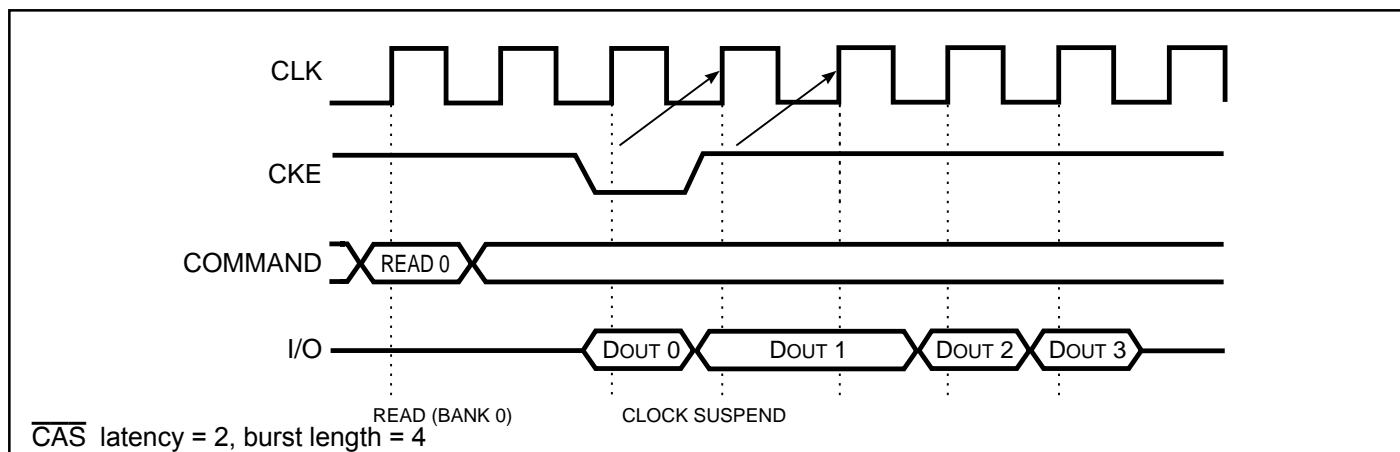 CLK
CKE
COMMAND
READ 0
I/O
DOUT 0
DOUT 1
DOUT 2
DOUT 3
READ (BANK 0)
CLOCK SUSPEND
CAS latency = 2, burst length = 4